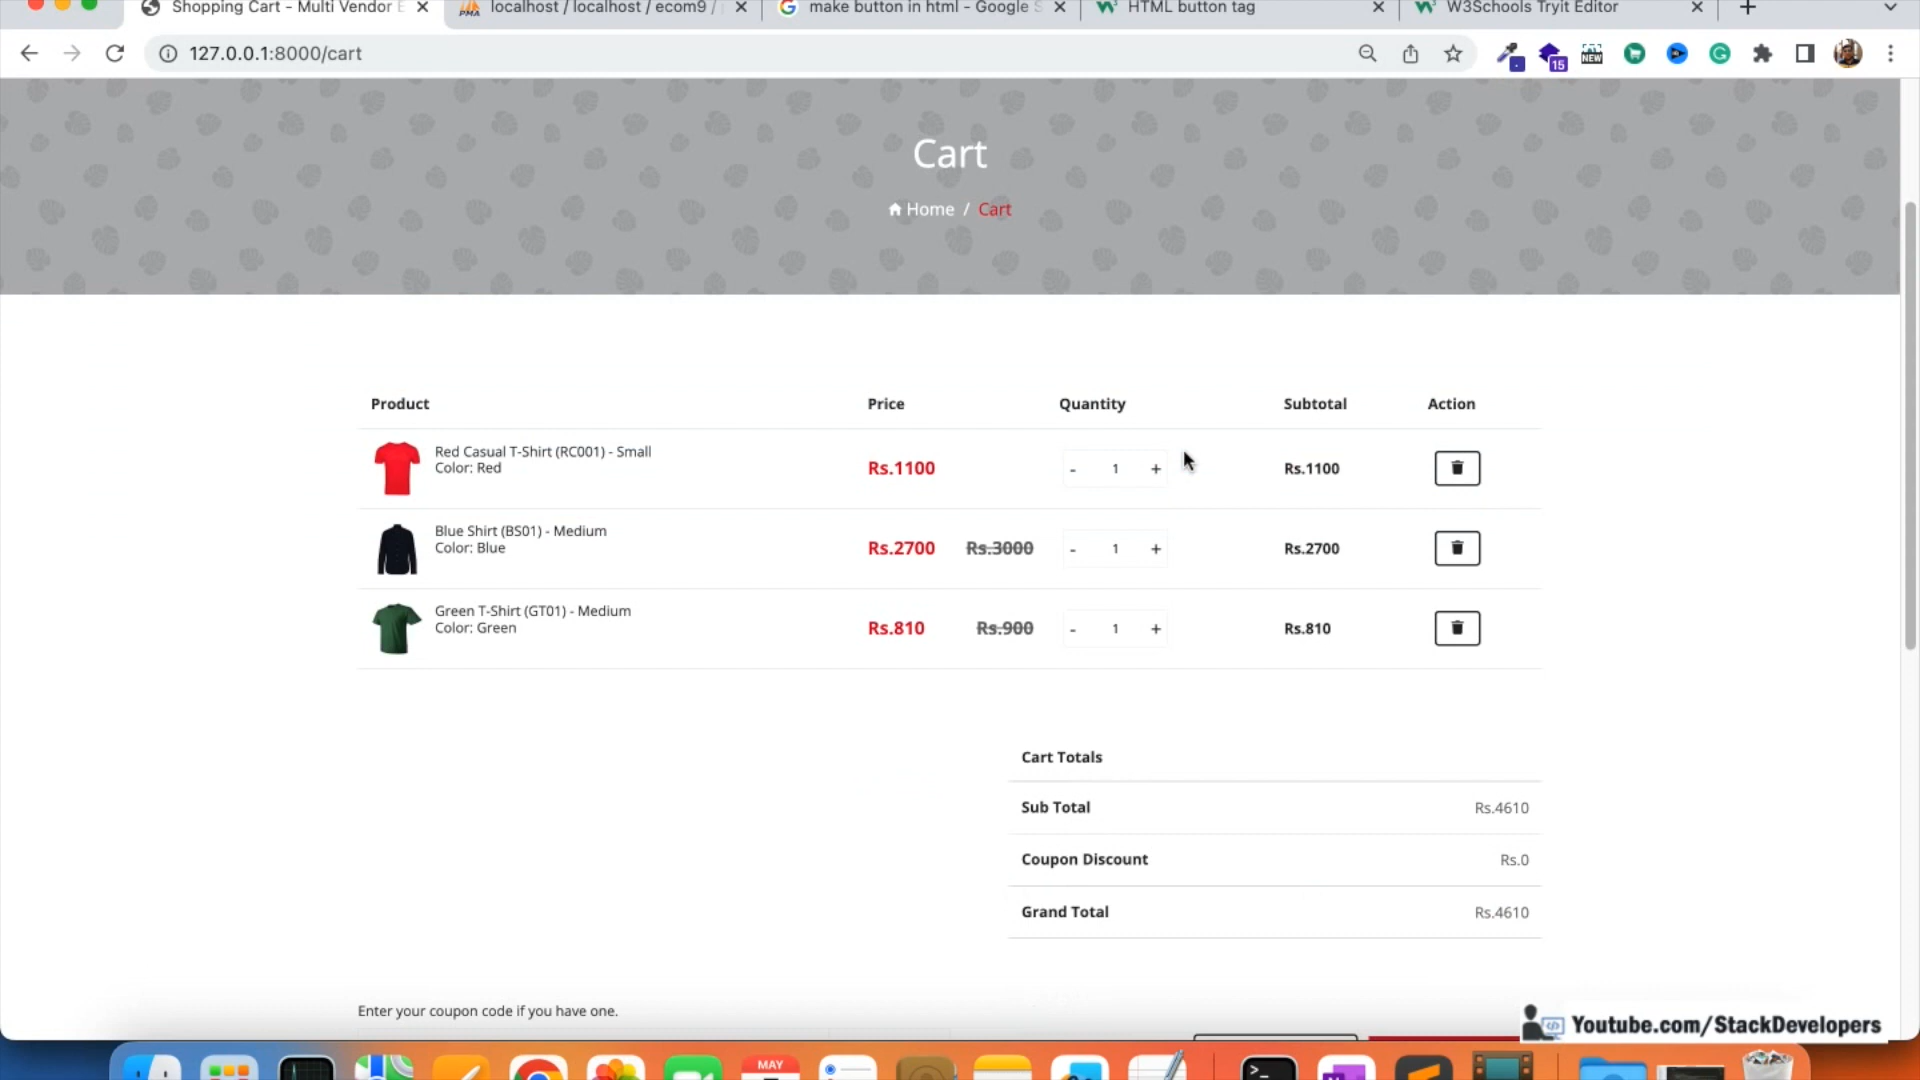 Shopping Cart - Multi Vendor E
localhost / localhost / ecom9 /
make button in html - Google S
HTML button tag
W3Schools Tryit Editor
127.0.0.1:8000/cart
15
NEW
Cart
Home / Cart
Product Price Quantity Subtotal Action
Red Casual T-Shirt (RC001) - Small
Color: Red
Rs.1100 - 1 + Rs.1100
Blue Shirt (BS01) - Medium
Color: Blue
Rs.2700 Rs.3000 - 1 + Rs.2700
Green T-Shirt (GT01) - Medium
Color: Green
Rs.810 Rs.900 - 1 + Rs.810
Cart Totals
Sub Total Rs.4610
Coupon Discount Rs.0
Grand Total Rs.4610
Enter your coupon code if you have one.
Youtube.com/StackDevelopers
MAY